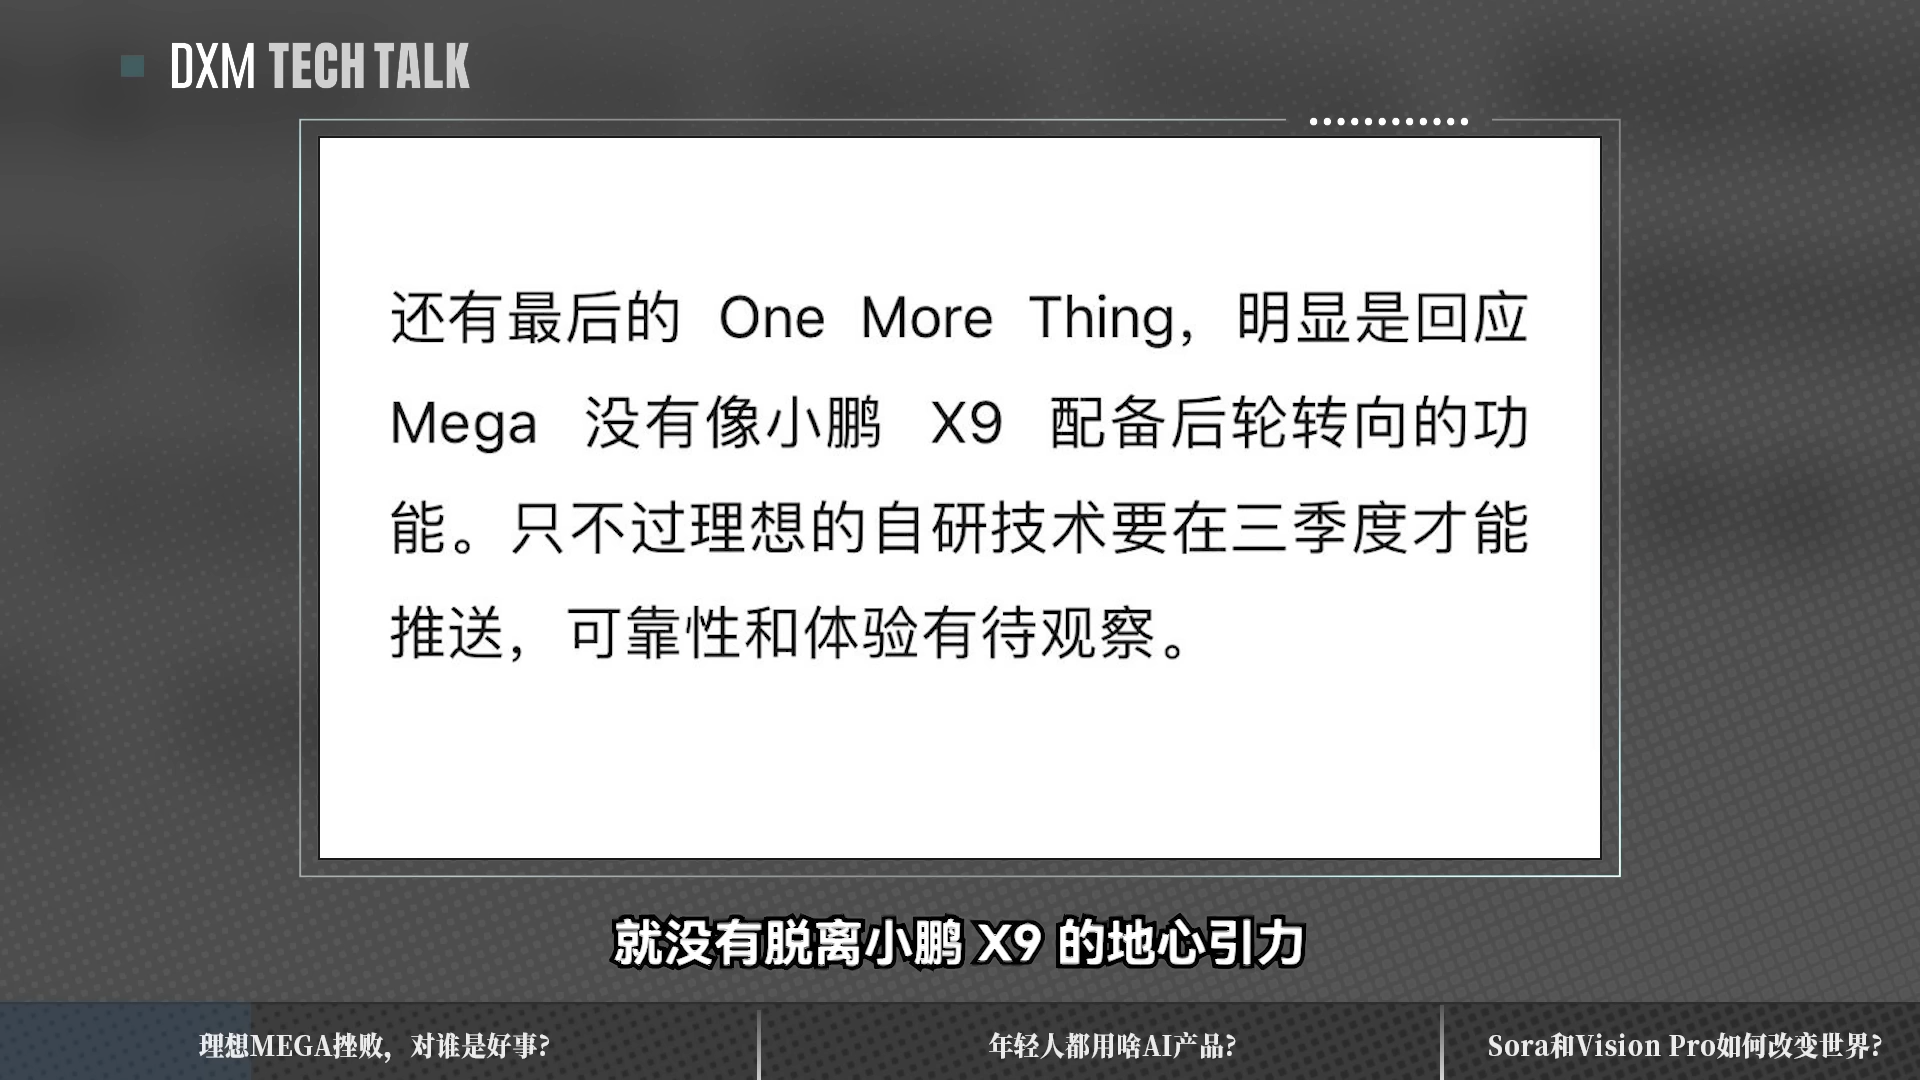 DXM TECH TALK
还有最后的 One More Thing，明显是回应
Mega 没有像小鹏 X9 配备后轮转向的功
能。只不过理想的自研技术要在三季度才能
推送，可靠性和体验有待观察。
就没有脱离小鹏 X9 的地心引力
理想MEGA挫败，对谁是好事?
年轻人都用啥AI产品?
Sora和Vision Pro如何改变世界?